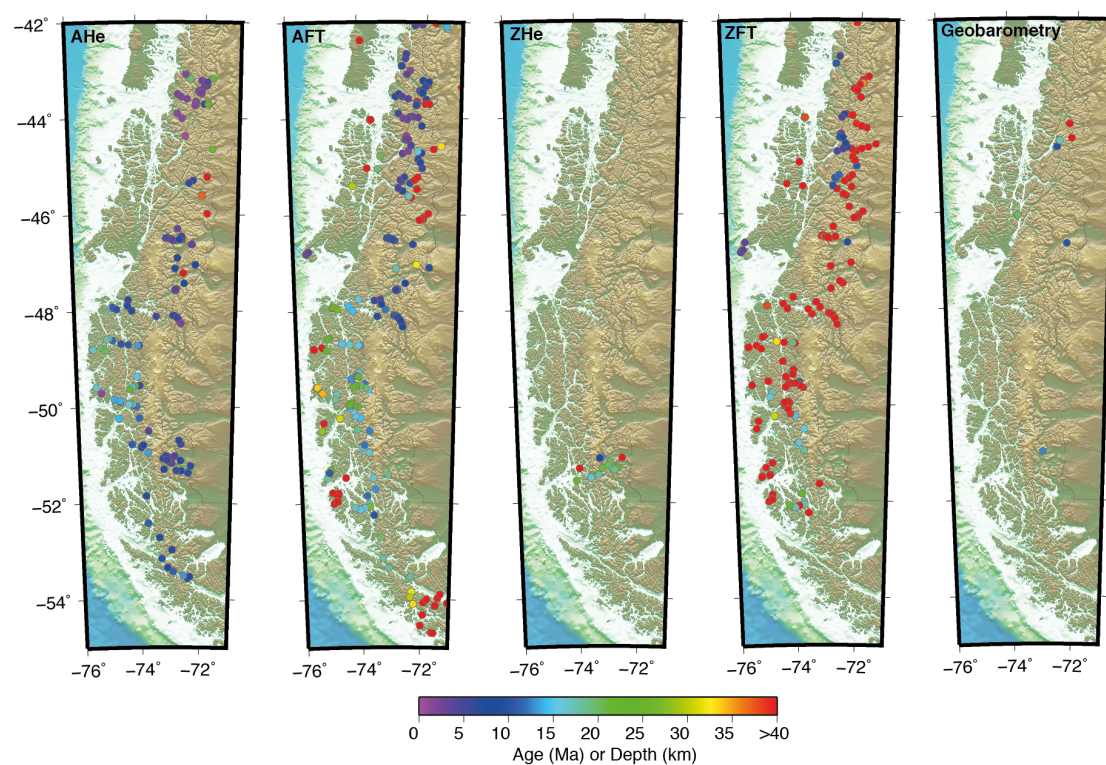 AHe AFT ZHe ZFT Geobarometry
−42˚
−44˚
−46˚
−48˚
−50˚
−52˚
−54˚
−76˚ −74˚ −72˚ −76˚ −74˚ −72˚ −76˚ −74˚ −72˚ −76˚ −74˚ −72˚ −76˚ −74˚ −72˚
0 5 10 15 20 25 30 35 >40
Age (Ma) or Depth (km)